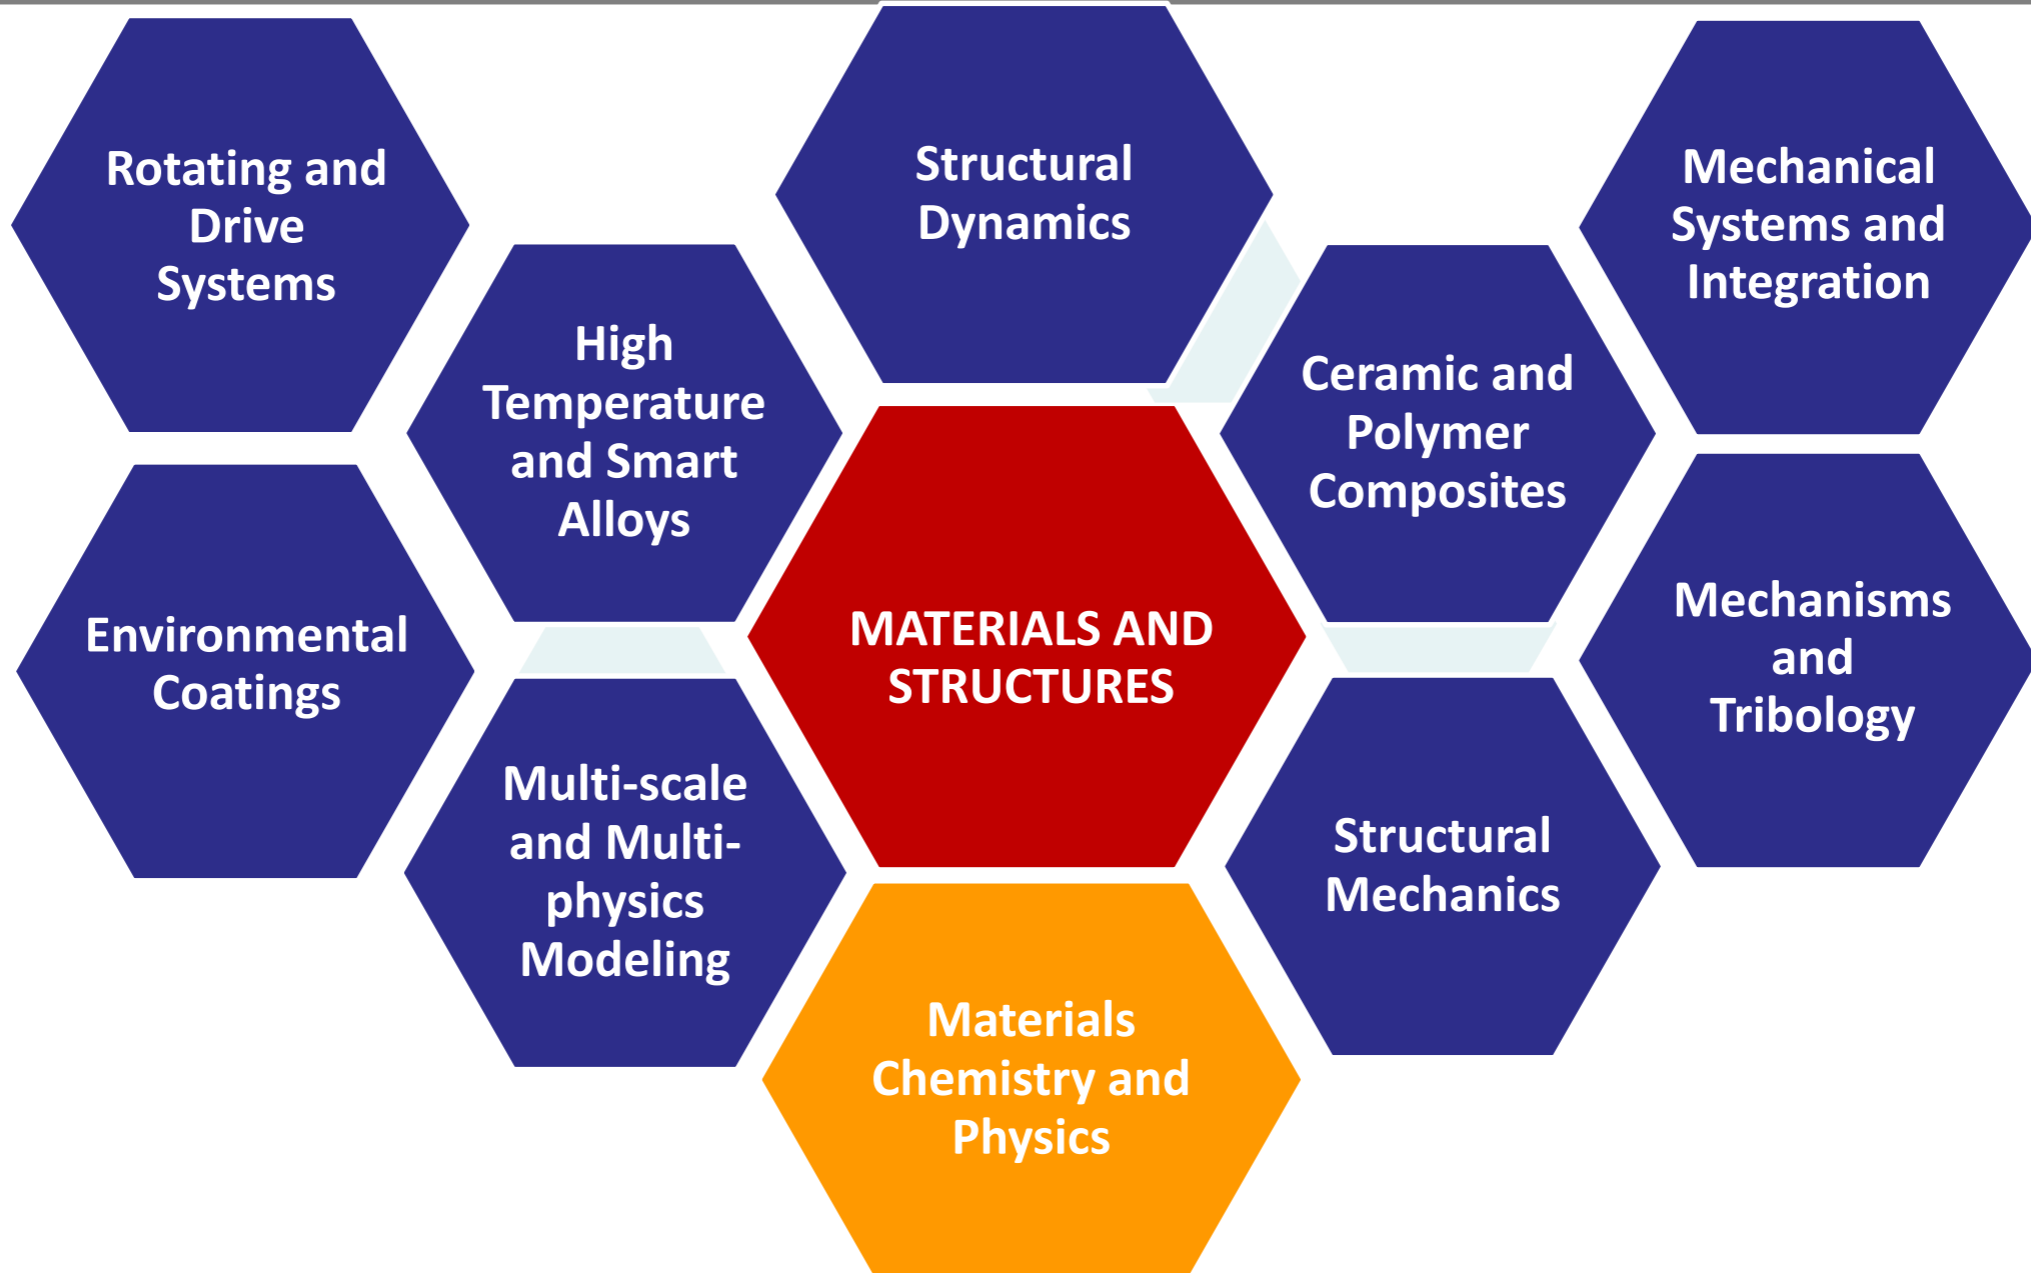 Rotating and
Drive
Systems
Structural
Dynamics
Mechanical
Systems and
Integration
High
Temperature
and Smart
Alloys
Ceramic and
Polymer
Composites
Environmental
Coatings
MATERIALS AND
STRUCTURES
Mechanisms
and
Tribology
Multi-scale
and Multi-
physics
Modeling
Structural
Mechanics
Materials
Chemistry and
Physics